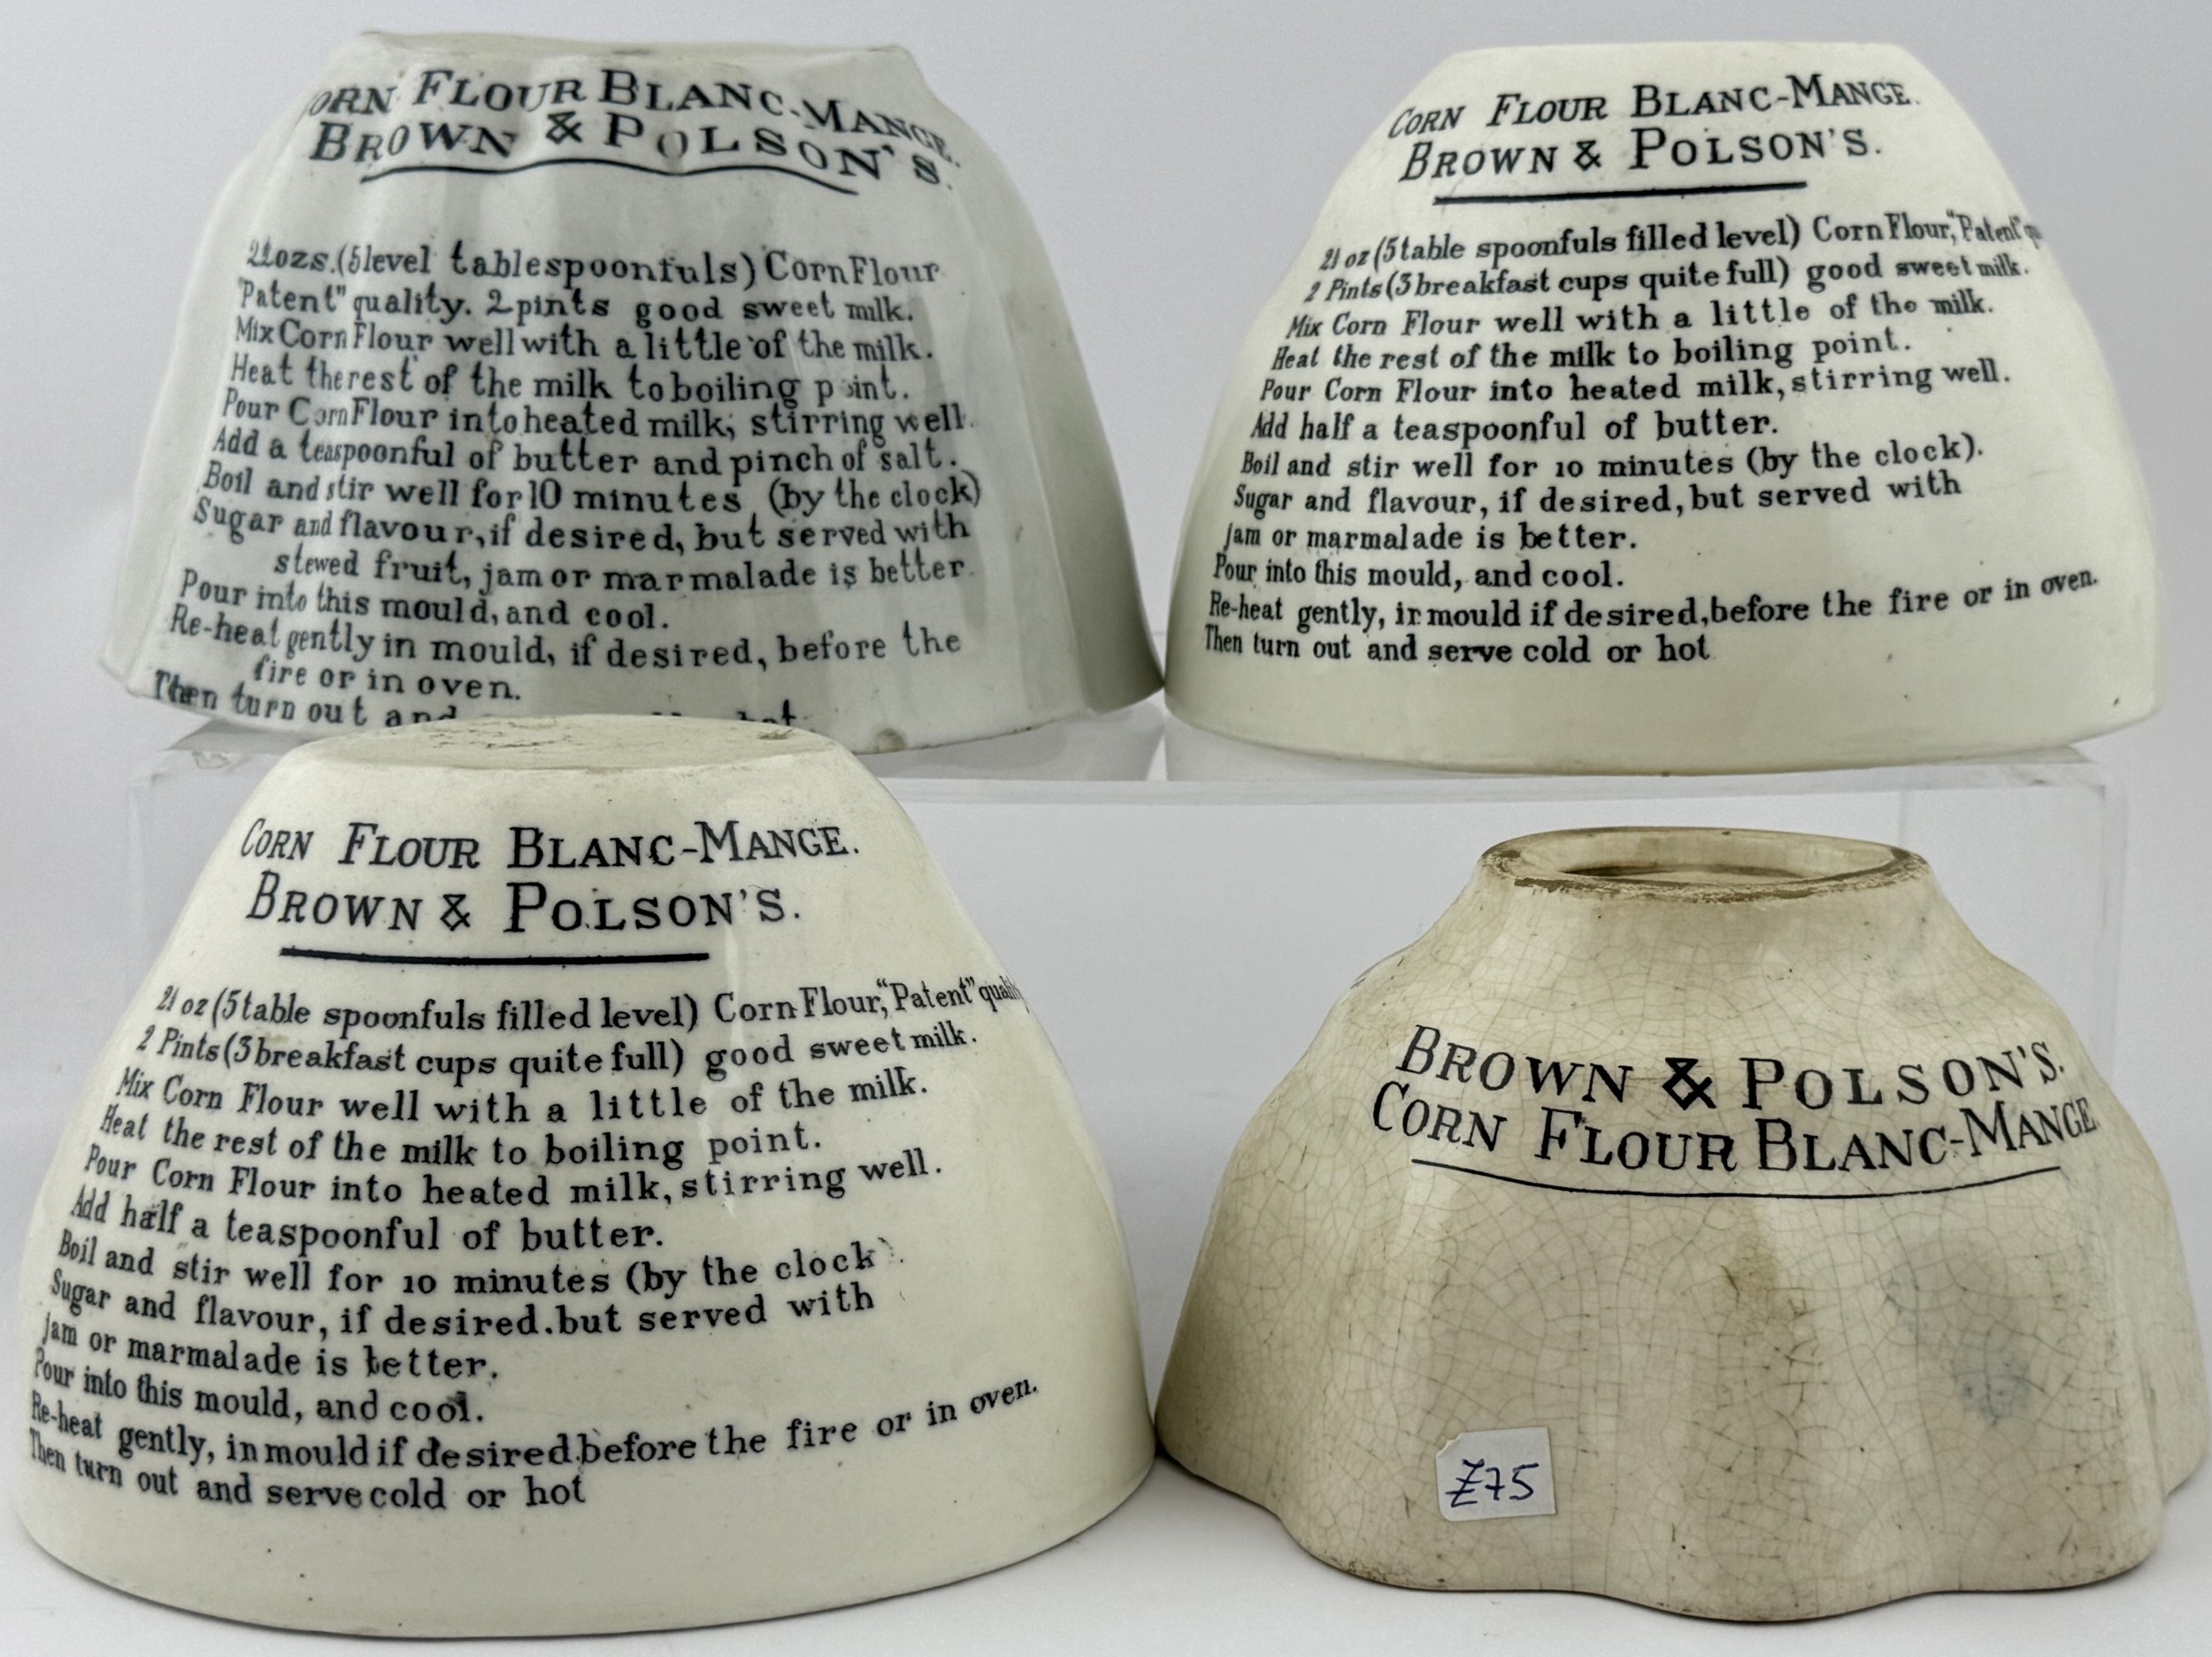 ORN FLOUR BLANC-MANGE.
BROWN & POLSON'S.
2½ozs.(5level tablespoonfuls) CornFlour
"Patent" quality. 2pints good sweet milk.
Mix Corn Flour well with a little of the milk.
Heat the rest of the milk to boiling point.
Pour CornFlour into heated milk; stirring well.
Add a teaspoonful of butter and pinch of salt.
Boil and stir well for 10 minutes (by the clock)
Sugar and flavour, if desired, but served with
stewed fruit, jam or marmalade is better.
Pour into this mould, and cool.
Re-heat gently in mould, if desired, before the
fire or in oven.
Then turn out and hot.
CORN FLOUR BLANC-MANGE.
BROWN & POLSON'S.
2½ oz (5 table spoonfuls filled level) Corn Flour, "Patent" qu
2 Pints (3 breakfast cups quite full) good sweet milk.
Mix Corn Flour well with a little of the milk.
Heat the rest of the milk to boiling point.
Pour Corn Flour into heated milk, stirring well.
Add half a teaspoonful of butter.
Boil and stir well for 10 minutes (by the clock).
Sugar and flavour, if desired, but served with
jam or marmalade is better.
Pour into this mould, and cool.
Re-heat gently, in mould if desired, before the fire or in oven.
Then turn out and serve cold or hot
CORN FLOUR BLANC-MANGE.
BROWN & POLSON'S.
2½ oz (5 table spoonfuls filled level) Corn Flour, "Patent" quali
2 Pints (3 breakfast cups quite full) good sweet milk.
Mix Corn Flour well with a little of the milk.
Heat the rest of the milk to boiling point.
Pour Corn Flour into heated milk, stirring well.
Add half a teaspoonful of butter.
Boil and stir well for 10 minutes (by the clock).
Sugar and flavour, if desired. but served with
jam or marmalade is better.
Pour into this mould, and cool.
Re-heat gently, in mould if desired before the fire or in oven.
Then turn out and serve cold or hot
BROWN & POLSON'S.
CORN FLOUR BLANC-MANGE
Z75